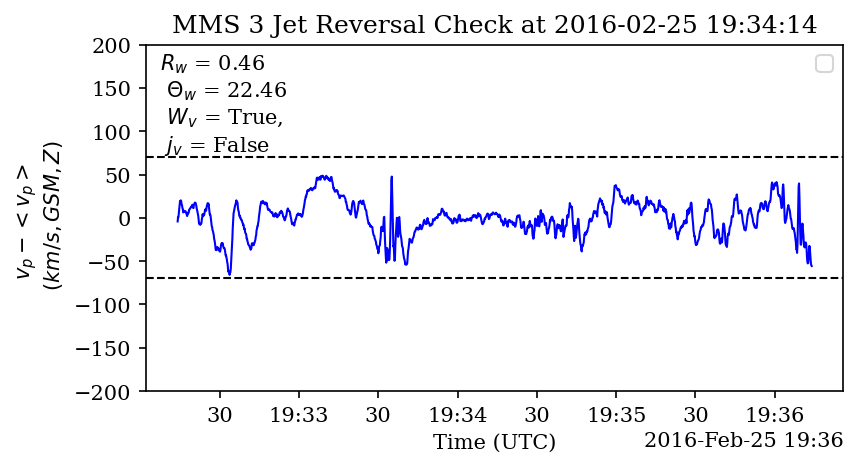 MMS 3 Jet Reversal Check at 2016-02-25 19:34:14
R_w = 0.46
Θ_w = 22.46
W_v = True,
j_v = False
v_p − < v_p >
(km/s, GSM, Z)
200
150
100
50
0
−50
−100
−150
−200
30 19:33 30 19:34 30 19:35 30 19:36
Time (UTC)
2016-Feb-25 19:36